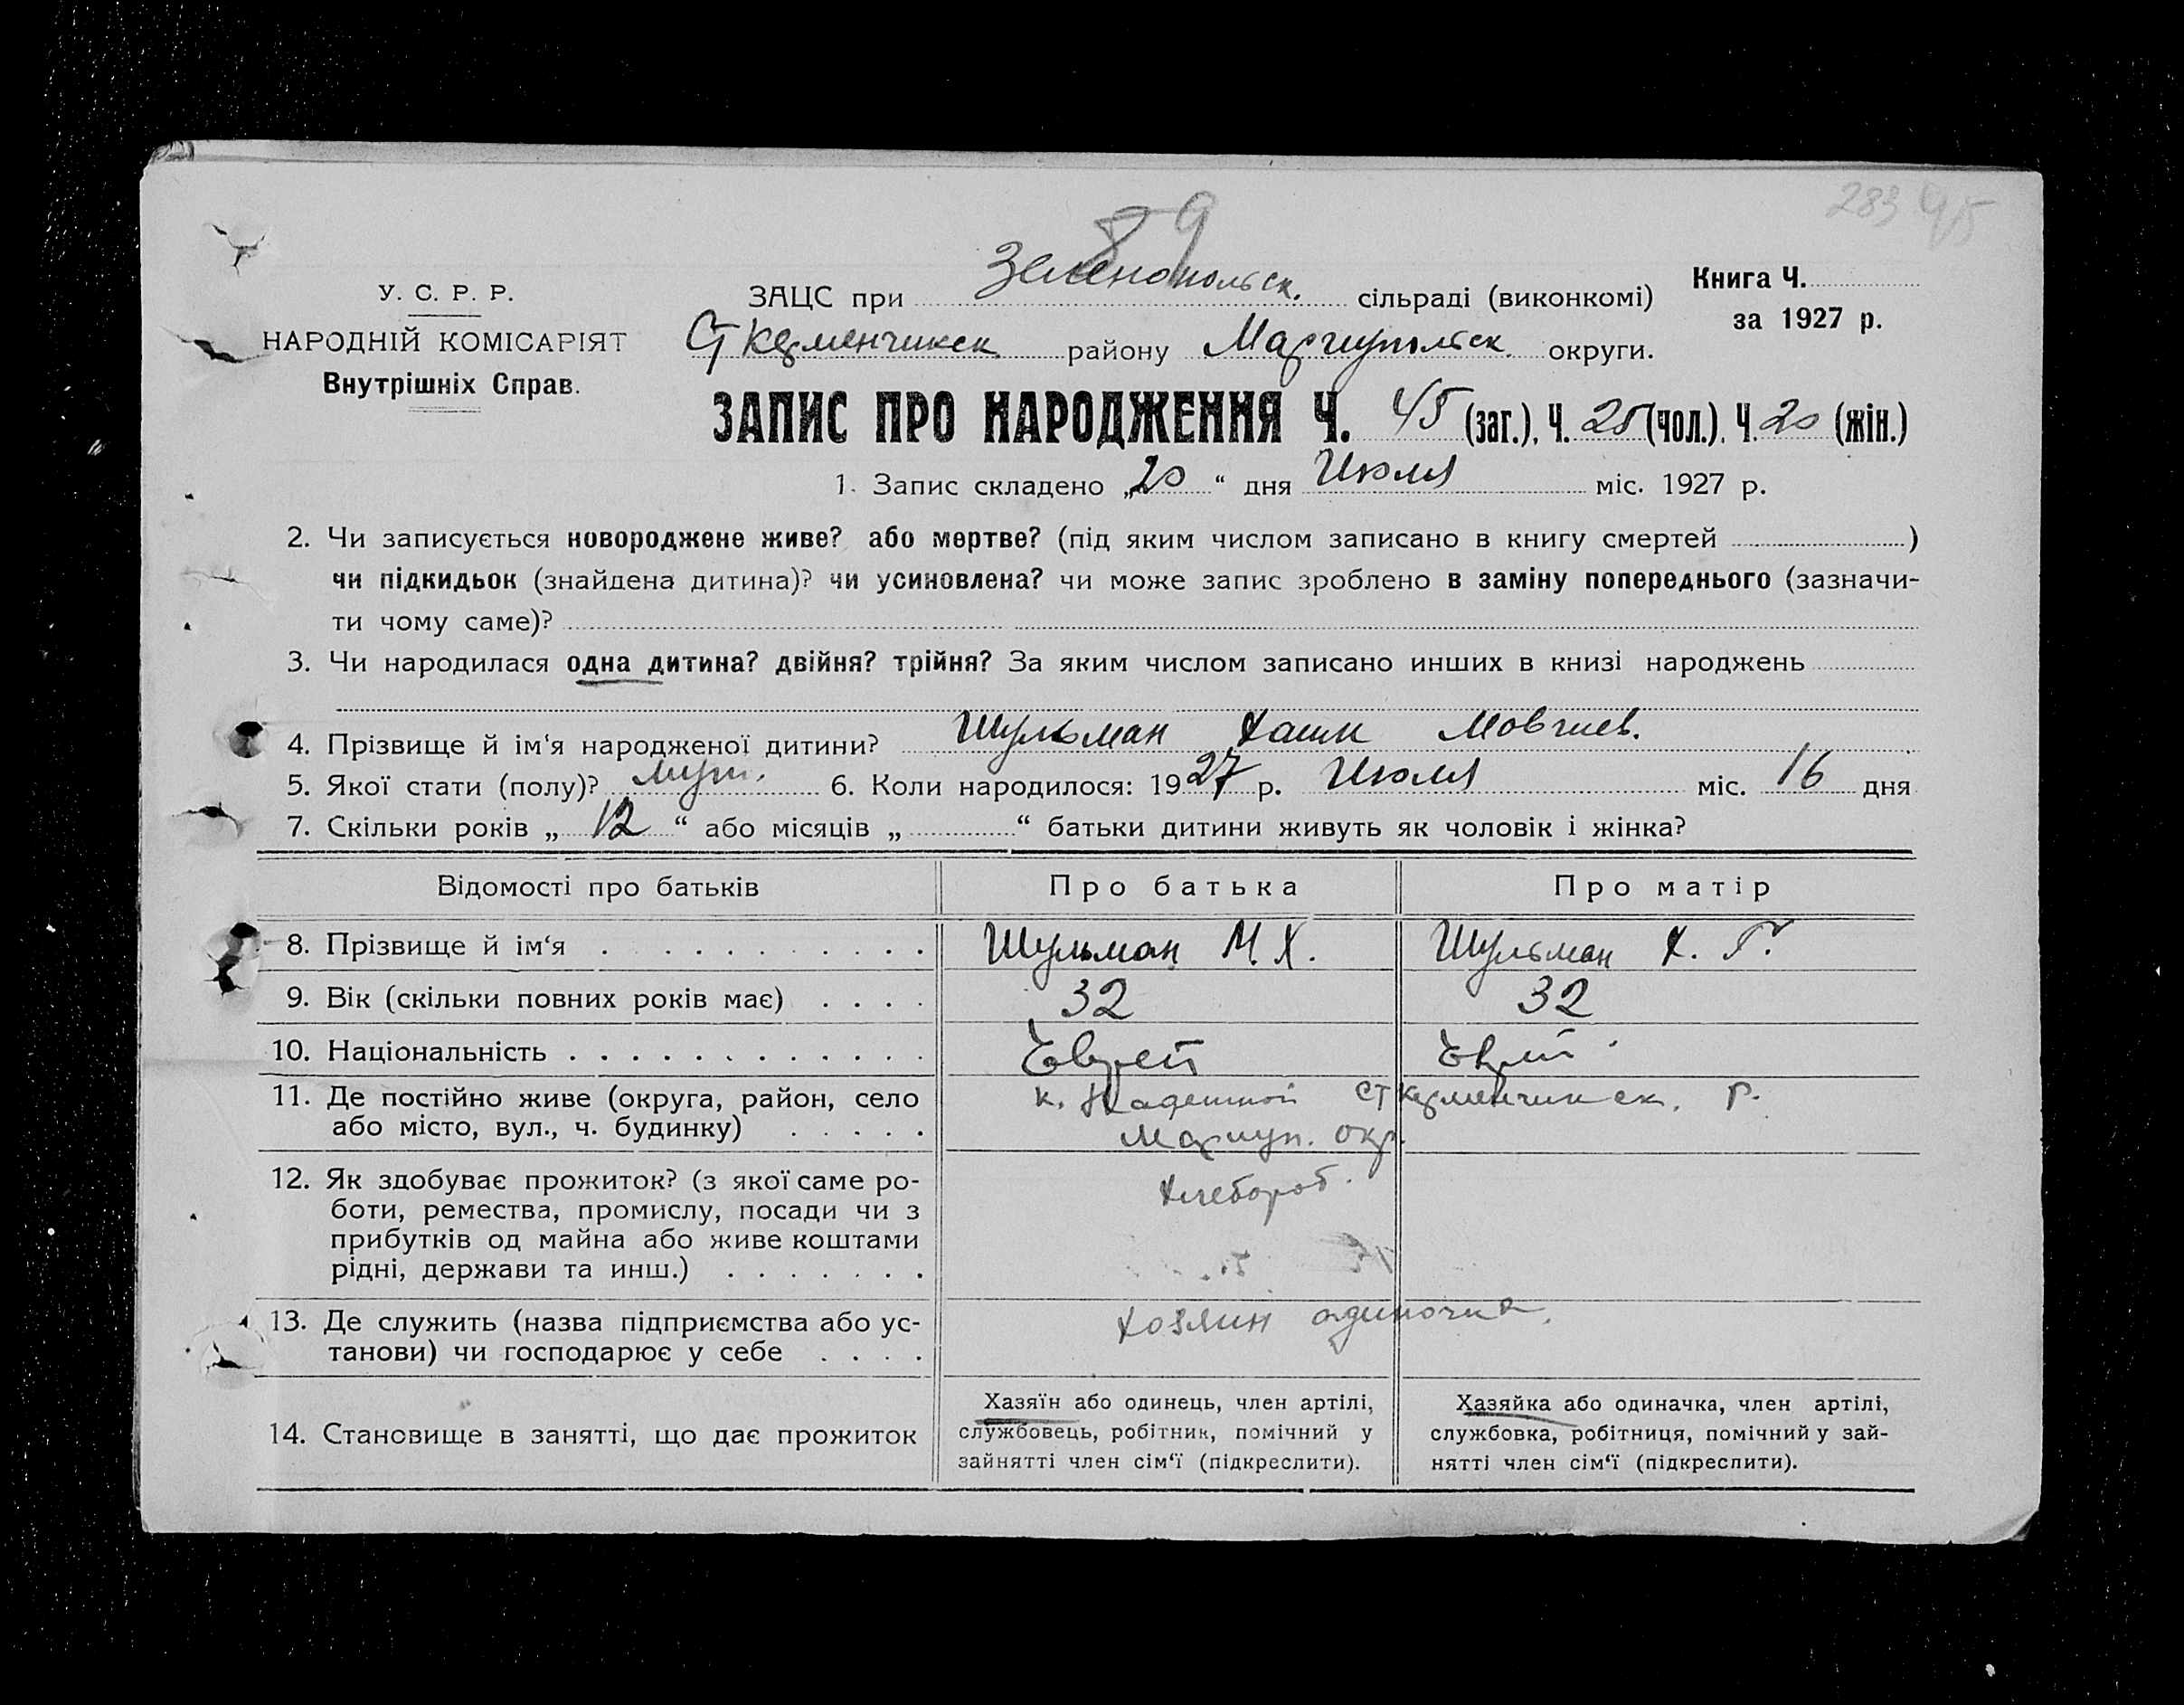 283 45
89
У. С. Р. Р.
НАРОДНІЙ КОМІСАРІЯТ
Внутрішніх Справ.
ЗАЦС при Зеленопольск. сільраді (виконкомі)
Книга Ч.
за 1927 р.
Ст Керменчикск району Мариупольск. округи.
ЗАПИС ПРО НАРОДЖЕННЯ Ч. 45 (заг.), Ч. 25 (чол.), Ч. 20 (жін.)
1. Запис складено „20“ дня Июля міс. 1927 р.
2. Чи записується новороджене живе? або мертве? (під яким числом записано в книгу смертей )
чи підкидьок (знайдена дитина)? чи усиновлена? чи може запис зроблено в заміну попереднього (зазначи-
ти чому саме)?
3. Чи народилася одна дитина? двійня? трійня? За яким числом записано инших в книзі народжень
4. Прізвище й ім‘я народженої дитини? Шульман Мовшев.
5. Якої стати (полу)? муж. 6. Коли народилося: 1927 р. Июля міс. 16 дня
7. Скільки років „ 12 “ або місяців „ “ батьки дитини живуть як чоловік і жінка?
Відомості про батьків
Про батька
Про матір
8. Прізвище й ім‘я
Шульман М. Х.
Шульман Х. Г.
9. Вік (скільки повних років має)
32
32
10. Національність
Еврей
Еврей
11. Де постійно живе (округа, район, село
або місто, вул., ч. будинку)
к. Надежной Ст Керменчикск. р.
Мариуп. окр.
12. Як здобуває прожиток? (з якої саме ро-
боти, ремества, промислу, посади чи з
прибутків од майна або живе коштами
рідні, держави та инш.)
Хлебороб.
13. Де служить (назва підприємства або ус-
танови) чи господарює у себе
хозяин одиночка.
14. Становище в занятті, що дає прожиток
Хазяїн або одинець, член артілі,
службовець, робітник, помічний у
зайнятті член сім‘ї (підкреслити).
Хазяйка або одиначка, член артілі,
службовка, робітниця, помічний у зай-
нятті член сім‘ї (підкреслити).